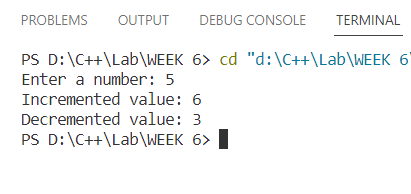 PROBLEMS OUTPUT DEBUG CONSOLE TERMINAL
PS D:\C++\Lab\WEEK 6> cd "d:\C++\Lab\WEEK 6\
Enter a number: 5
Incremented value: 6
Decremented value: 3
PS D:\C++\Lab\WEEK 6>